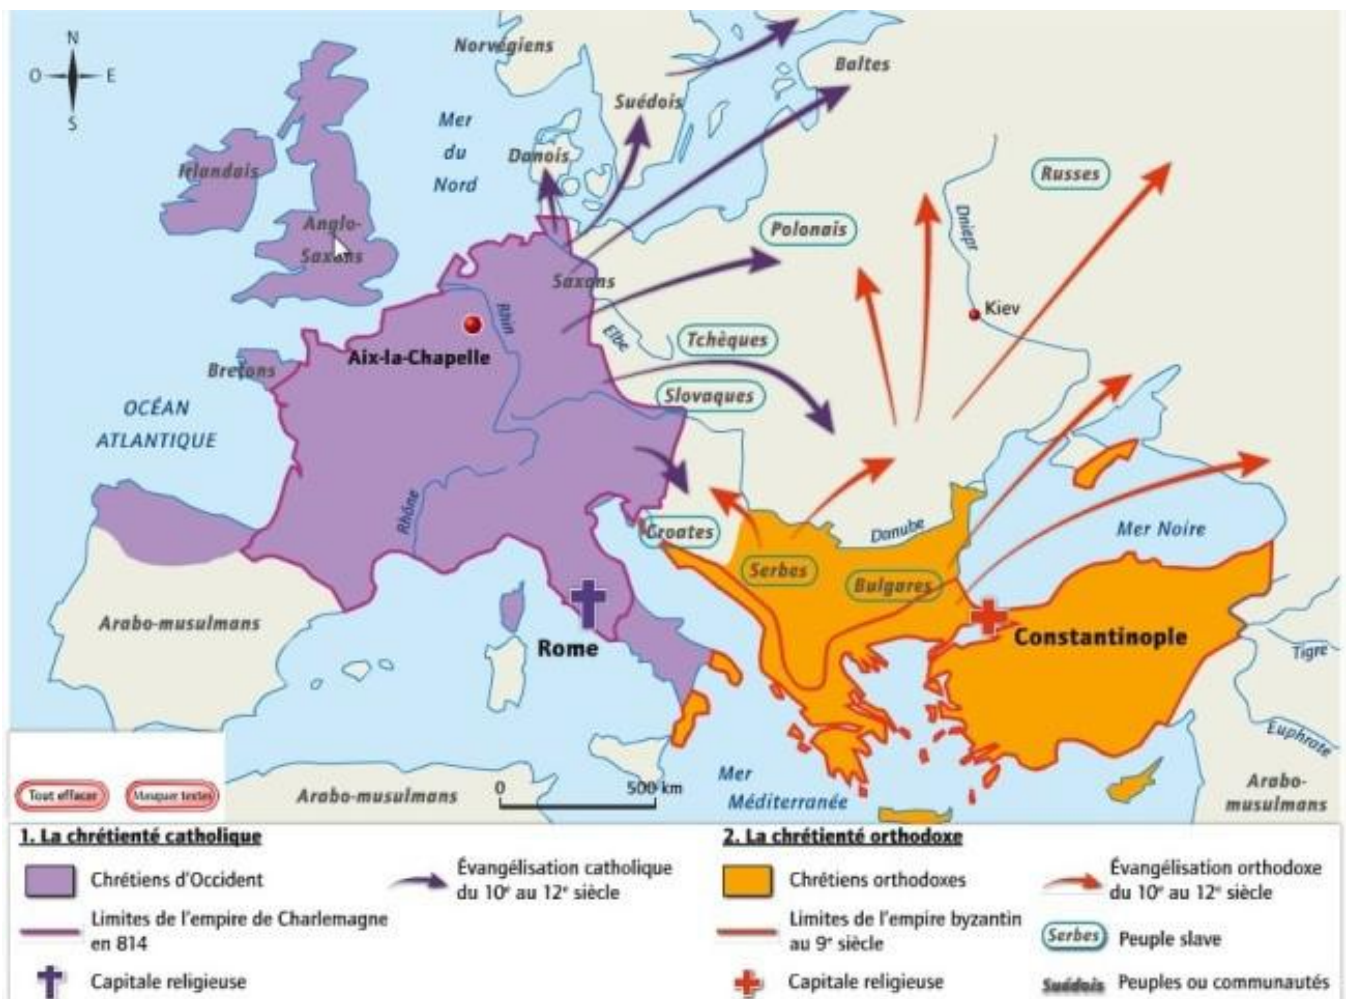 N
O
E
S
Norvégiens
Baltes
Suédois
Mer
du
Nord
Danois
Irlandais
Russes
Anglo-
Saxons
Polonais
Dniepr
Saxons
Kiev
Rhin
Elbe
Tchèques
Aix-la-Chapelle
Bretons
Slovaques
OCÉAN
ATLANTIQUE
Rhône
Croates
Danube
Mer Noire
Serbes
Bulgares
Arabo-musulmans
Rome
Constantinople
Tigre
Euphrate
Mer
Méditerranée
Arabo-
musulmans
Arabo-musulmans
0
500 km
Tout effacer
Masquer textes
1. La chrétienté catholique
Chrétiens d'Occident
Limites de l'empire de Charlemagne
en 814
Capitale religieuse
Évangélisation catholique
du 10e au 12e siècle
2. La chrétienté orthodoxe
Chrétiens orthodoxes
Limites de l'empire byzantin
au 9e siècle
Capitale religieuse
Évangélisation orthodoxe
du 10e au 12e siècle
Serbes
Peuple slave
Suédois
Peuples ou communautés